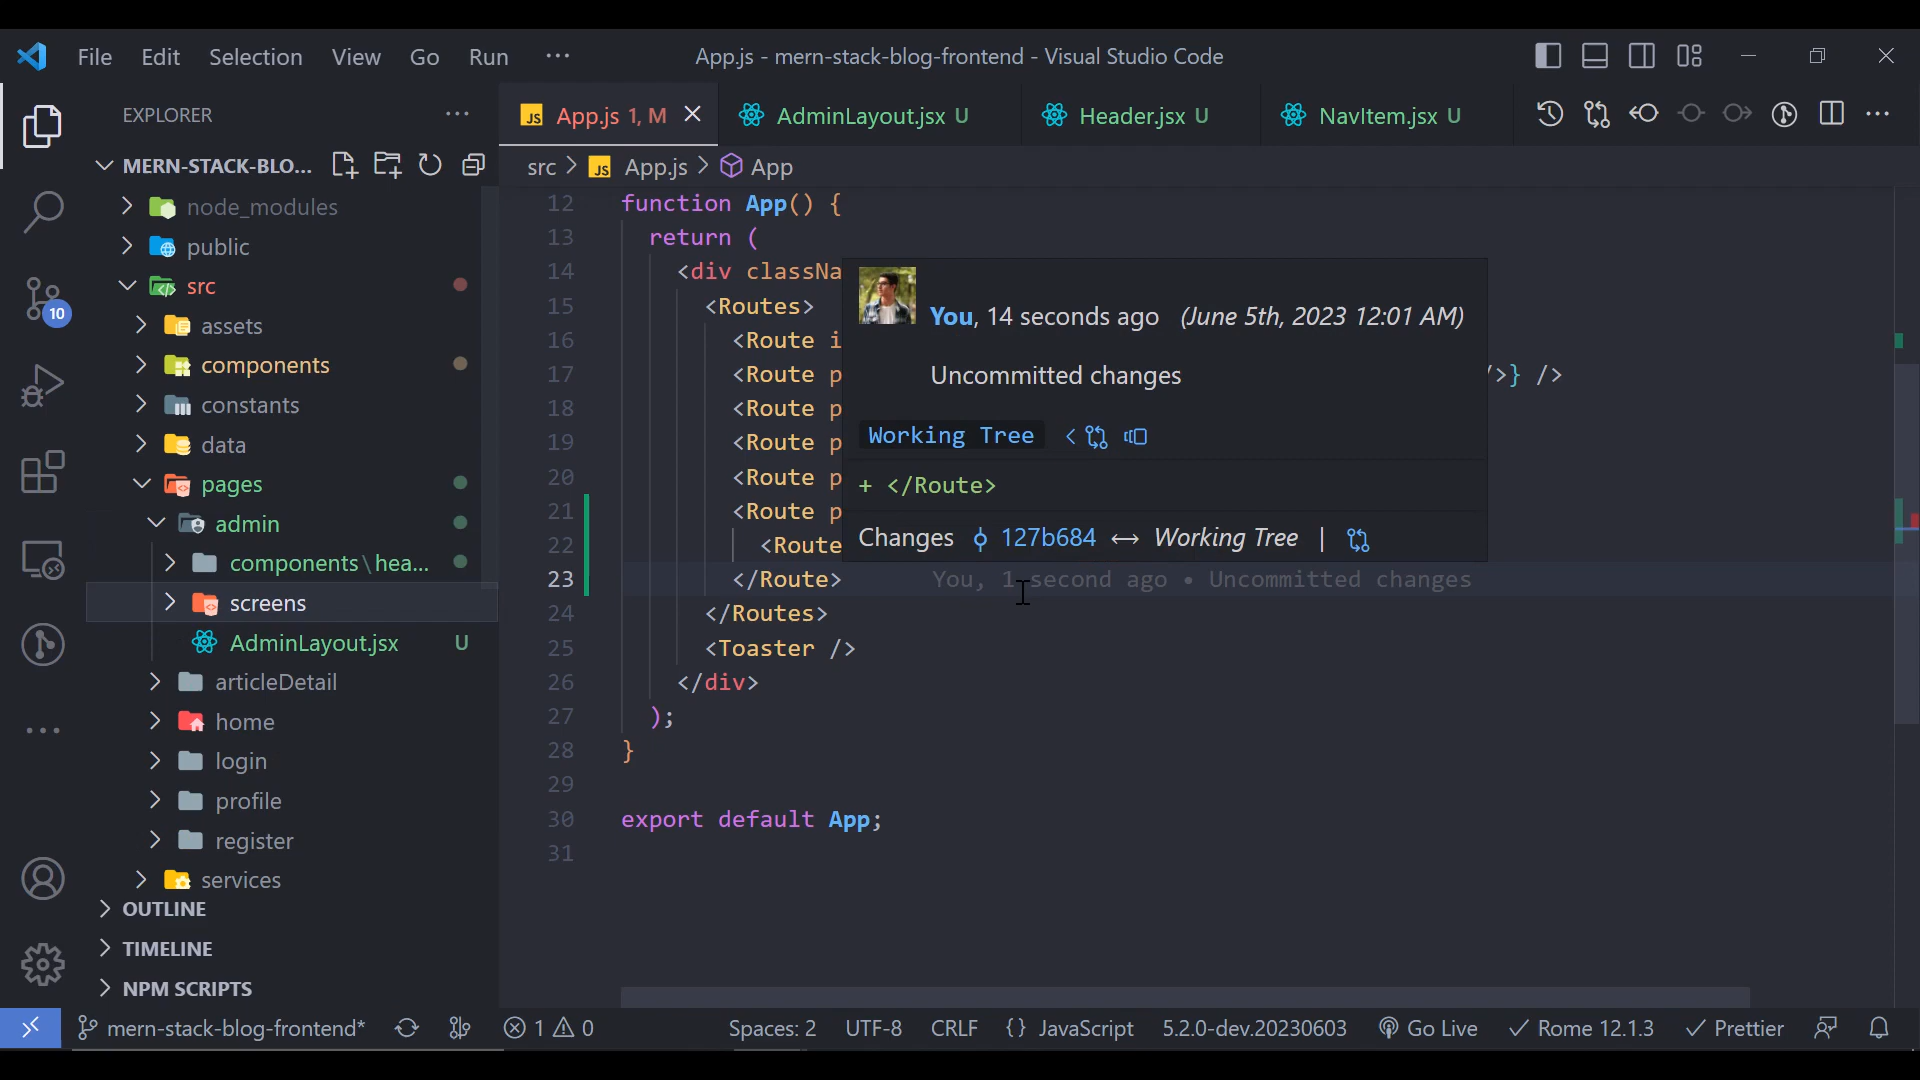 File Edit Selection View Go Run ··· App.js - mern-stack-blog-frontend - Visual Studio Code
EXPLORER ···
App.js 1, M AdminLayout.jsx U Header.jsx U NavItem.jsx U
MERN-STACK-BLO...
src > JS App.js > App
node_modules
public
src
assets
components
constants
data
pages
admin
components\hea...
screens
AdminLayout.jsx U
articleDetail
home
login
profile
register
services
OUTLINE
TIMELINE
NPM SCRIPTS
10
12 function App() {
13 return (
14 <div classNa
15 <Routes>
16 <Route i
17 <Route p />} />
18 <Route p
19 <Route p
20 <Route p
21 <Route p
22 <Route
23 </Route> You, 1 second ago • Uncommitted changes
24 </Routes>
25 <Toaster />
26 </div>
27 );
28 }
29
30 export default App;
31
You, 14 seconds ago (June 5th, 2023 12:01 AM)
Uncommitted changes
Working Tree
+ </Route>
Changes 127b684 ↔ Working Tree |
mern-stack-blog-frontend* 1 0 Spaces: 2 UTF-8 CRLF {} JavaScript 5.2.0-dev.20230603 Go Live Rome 12.1.3 Prettier